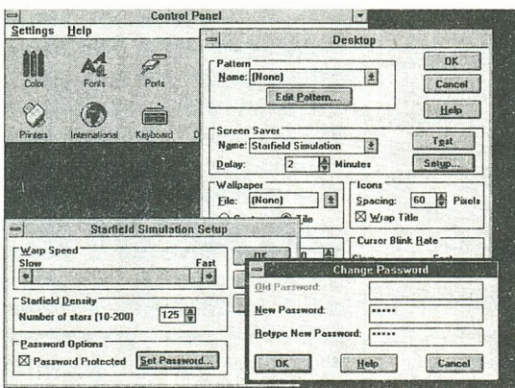 Control Panel
Settings Help
Color Fonts Ports
Printers International Keyboard D
Desktop
Pattern
Name: (None)
Edit Pattern...
OK
Cancel
Help
Screen Saver
Name: Starfield Simulation
Delay: 2 Minutes
Test
Setup...
Wallpaper
File: (None)
Tile
Icons
Spacing: 60 Pixels
Wrap Title
Cursor Blink Rate
Starfield Simulation Setup
Warp Speed
Slow Fast
Starfield Density
Number of stars (10-200) 125
Password Options
Password Protected Set Password...
OK
Change Password
Old Password:
New Password: *****
Retype New Password: *****
OK Help Cancel